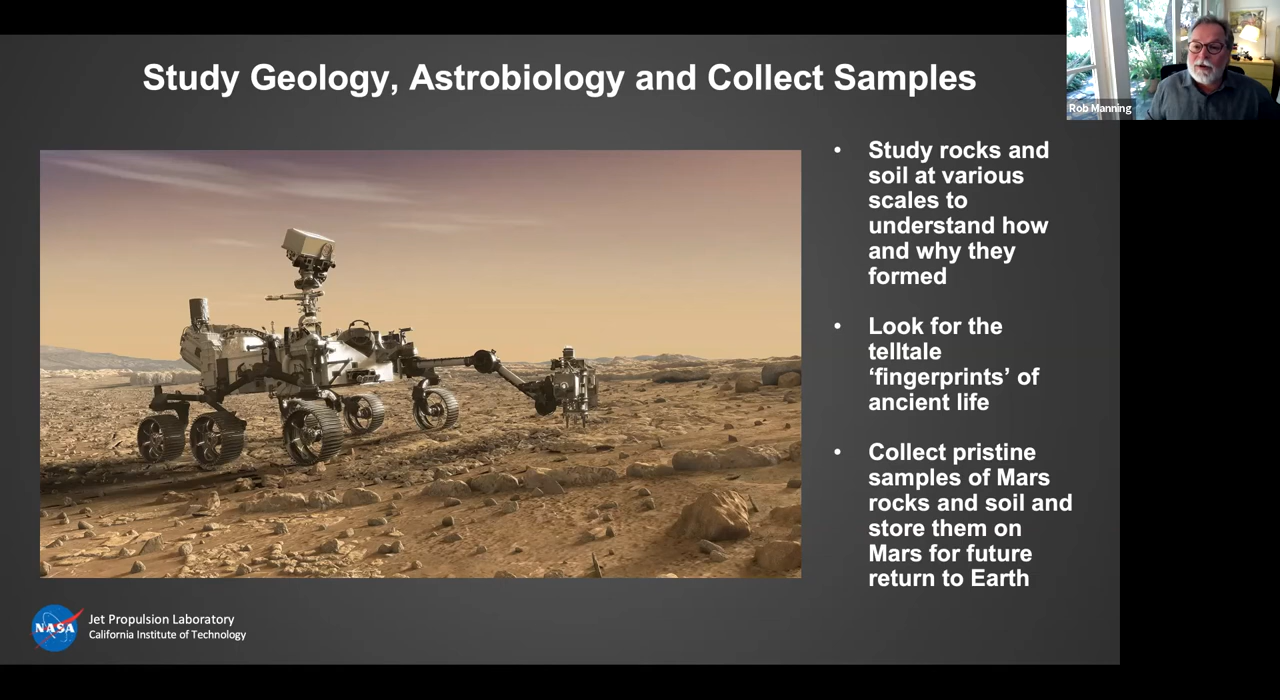 Study Geology, Astrobiology and Collect Samples
Rob Manning
• Study rocks and
soil at various
scales to
understand how
and why they
formed
• Look for the
telltale
‘fingerprints’ of
ancient life
• Collect pristine
samples of Mars
rocks and soil and
store them on
Mars for future
return to Earth
NASA
Jet Propulsion Laboratory
California Institute of Technology